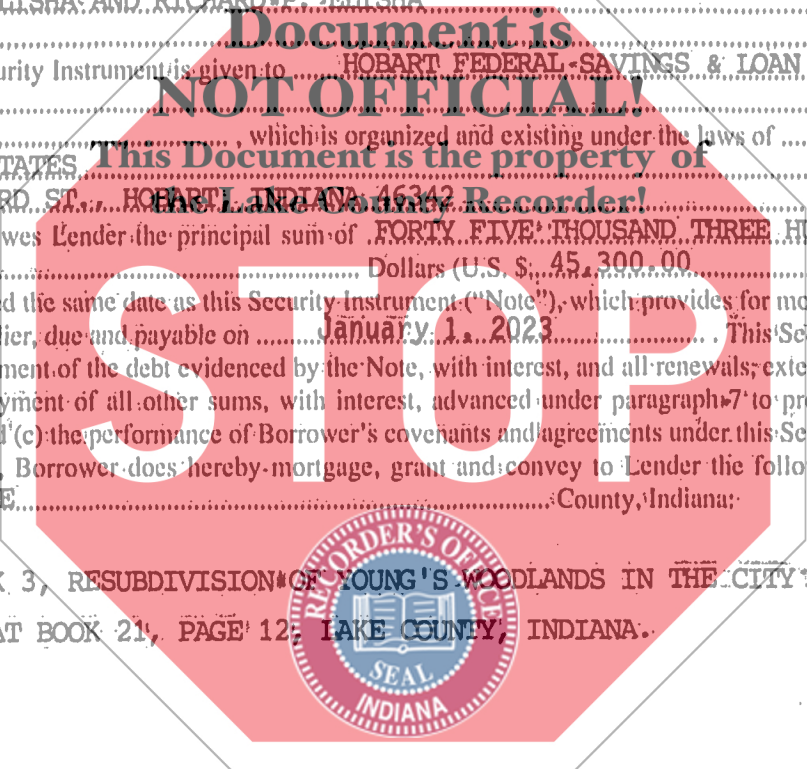 AND RICHARD P. ELISHA
Document is
urity Instrument is given to HOBART FEDERAL SAVINGS & LOAN
NOT OFFICIAL!
, which is organized and existing under the laws of
TATES
This Document is the property of
RD ST., HOBART, INDIANA 46342
the Lake County Recorder!
wes Lender the principal sum of FORTY FIVE THOUSAND THREE H
Dollars (U.S. $ 45,300.00
ed the same date as this Security Instrument ("Note"), which provides for mo
lier, due and payable on January 1, 2023 This Se
ment of the debt evidenced by the Note, with interest, and all renewals, exte
yment of all other sums, with interest, advanced under paragraph 7 to pr
d (c) the performance of Borrower's covenants and agreements under this Se
, Borrower does hereby mortgage, grant and convey to Lender the follo
E County, Indiana:
STOP
K 3, RESUBDIVISION OF YOUNG'S WOODLANDS IN THE CITY
AT BOOK 21, PAGE 12, LAKE COUNTY, INDIANA.
RECORDER'S OFFICE
SEAL
INDIANA